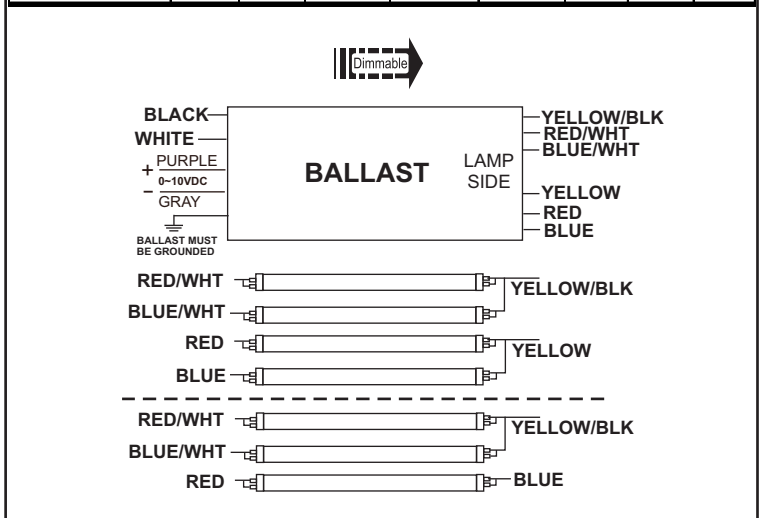 Dimmable
BLACK
WHITE
+ PURPLE
0~10VDC
− GRAY
BALLAST MUST
BE GROUNDED
BALLAST
LAMP
SIDE
YELLOW/BLK
RED/WHT
BLUE/WHT
YELLOW
RED
BLUE
RED/WHT
YELLOW/BLK
BLUE/WHT
RED
YELLOW
BLUE
RED/WHT
YELLOW/BLK
BLUE/WHT
RED
BLUE